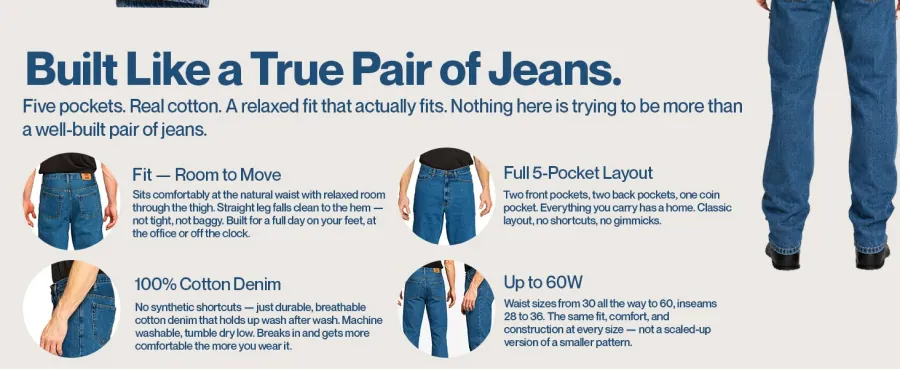 Built Like a True Pair of Jeans.
Five pockets. Real cotton. A relaxed fit that actually fits. Nothing here is trying to be more than
a well-built pair of jeans.
Fit — Room to Move
Sits comfortably at the natural waist with relaxed room
through the thigh. Straight leg falls clean to the hem —
not tight, not baggy. Built for a full day on your feet, at
the office or off the clock.
Full 5-Pocket Layout
Two front pockets, two back pockets, one coin
pocket. Everything you carry has a home. Classic
layout, no shortcuts, no gimmicks.
100% Cotton Denim
No synthetic shortcuts — just durable, breathable
cotton denim that holds up wash after wash. Machine
washable, tumble dry low. Breaks in and gets more
comfortable the more you wear it.
Up to 60W
Waist sizes from 30 all the way to 60, inseams
28 to 36. The same fit, comfort, and
construction at every size — not a scaled-up
version of a smaller pattern.